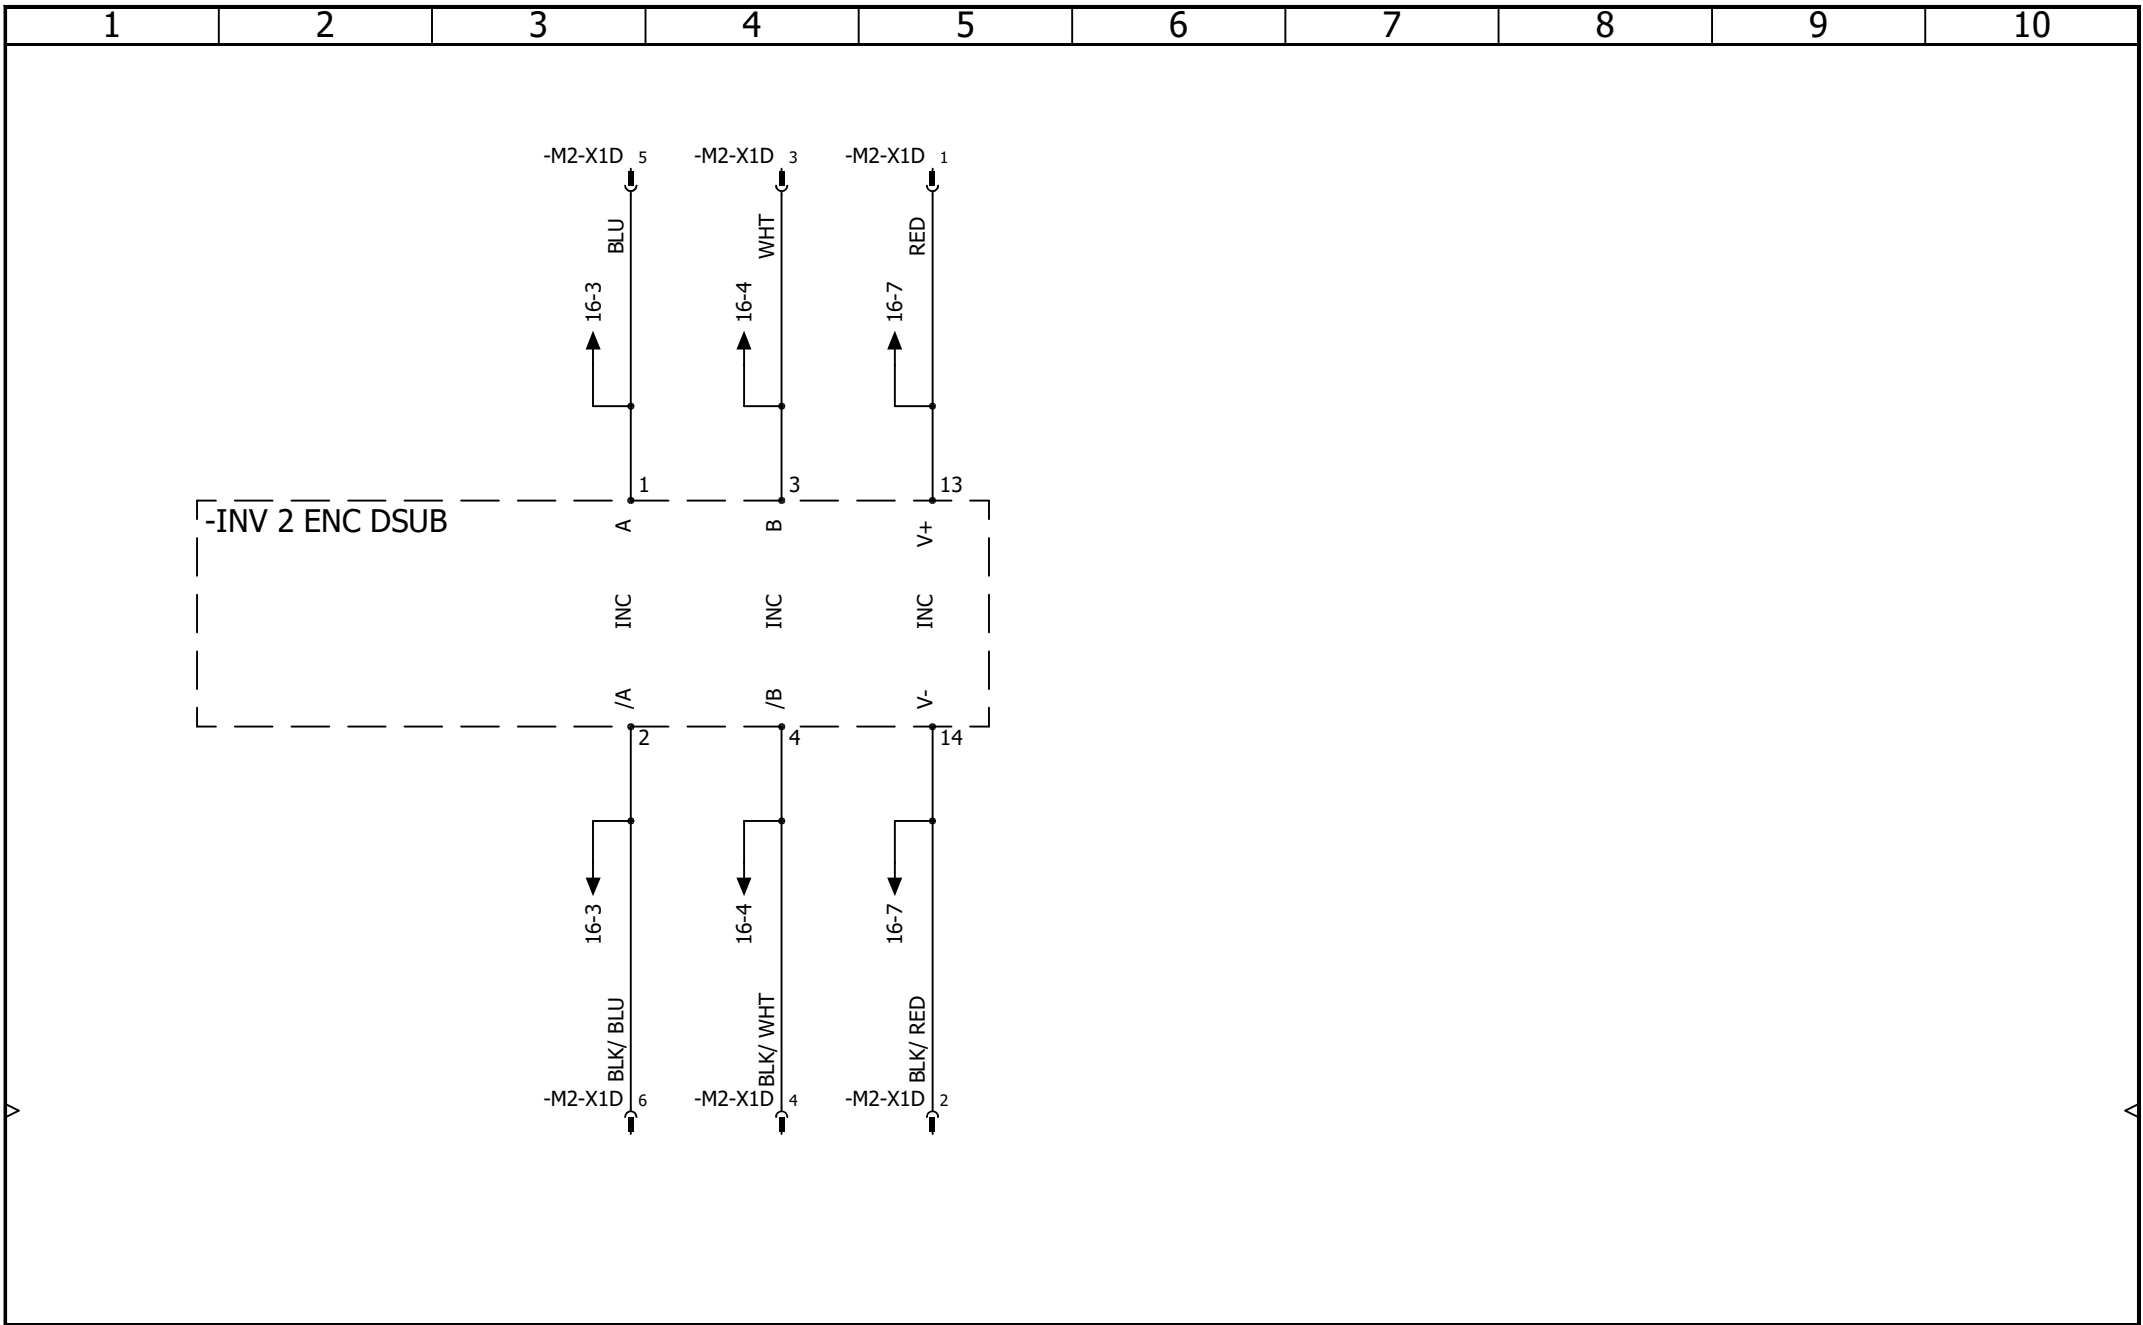 1 2 3 4 5 6 7 8 9 10
-M2-X1D 5 -M2-X1D 3 -M2-X1D 1
BLU WHT RED
16-3 16-4 16-7
1 3 13
-INV 2 ENC DSUB
A B V+
INC INC INC
/A /B V-
2 4 14
16-3 16-4 16-7
BLK/ BLU BLK/ WHT BLK/ RED
-M2-X1D 6 -M2-X1D 4 -M2-X1D 2